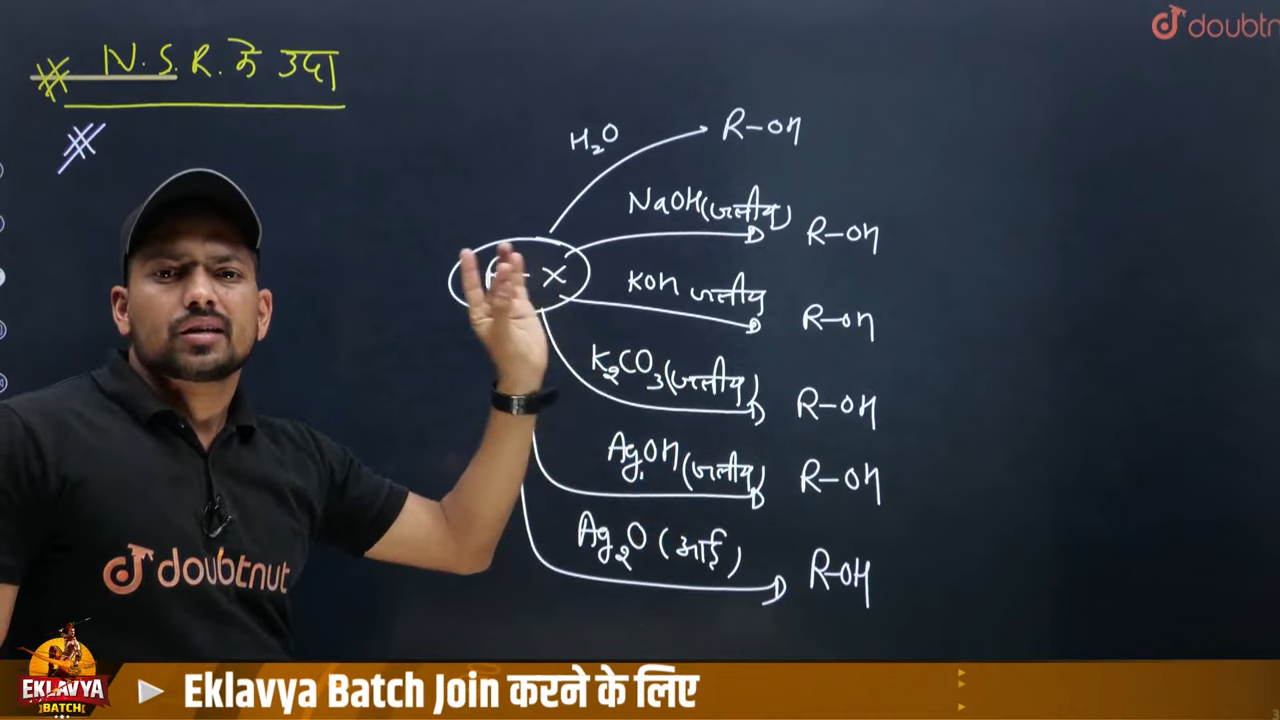 doubtn
N.S.R. के उदा
H₂O
R-OH
NaOH(जलीय)
R-OH
X
KOH जलीय
R-OH
K₂CO₃(जलीय)
R-OH
AgOH(जलीय)
R-OH
Ag₂O (आर्द्र)
R-OH
doubtnut
EKLAVYA
BATCH
Eklavya Batch Join करने के लिए